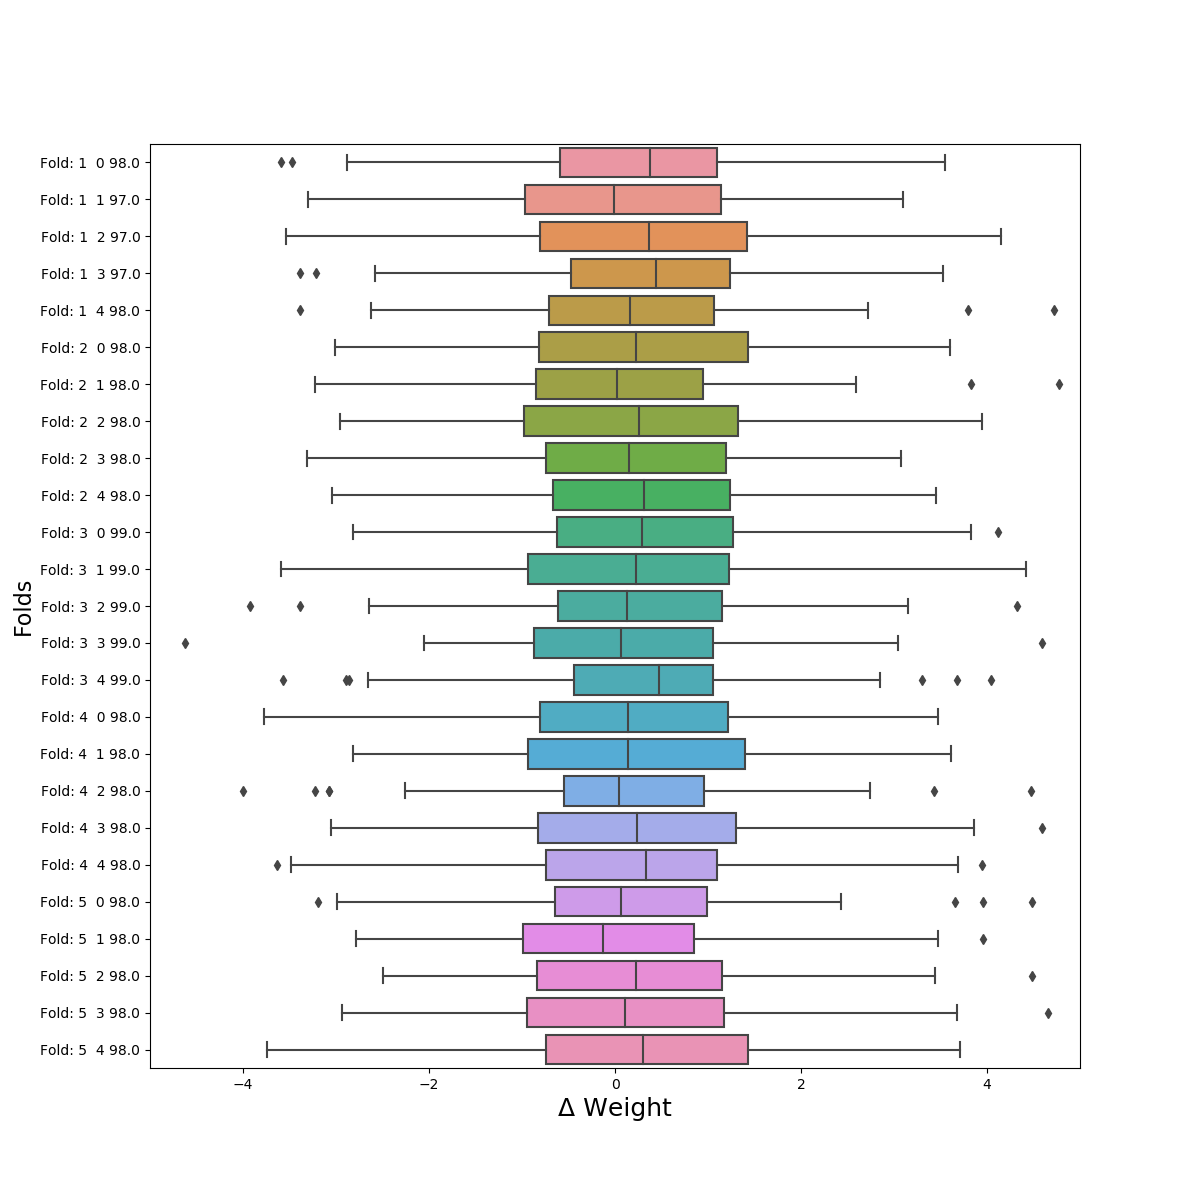 Fold: 1  0 98.0
Fold: 1  1 97.0
Fold: 1  2 97.0
Fold: 1  3 97.0
Fold: 1  4 98.0
Fold: 2  0 98.0
Fold: 2  1 98.0
Fold: 2  2 98.0
Fold: 2  3 98.0
Fold: 2  4 98.0
Fold: 3  0 99.0
Fold: 3  1 99.0
Fold: 3  2 99.0
Fold: 3  3 99.0
Fold: 3  4 99.0
Fold: 4  0 98.0
Fold: 4  1 98.0
Fold: 4  2 98.0
Fold: 4  3 98.0
Fold: 4  4 98.0
Fold: 5  0 98.0
Fold: 5  1 98.0
Fold: 5  2 98.0
Fold: 5  3 98.0
Fold: 5  4 98.0
Folds
−4 −2 0 2 4
Δ Weight